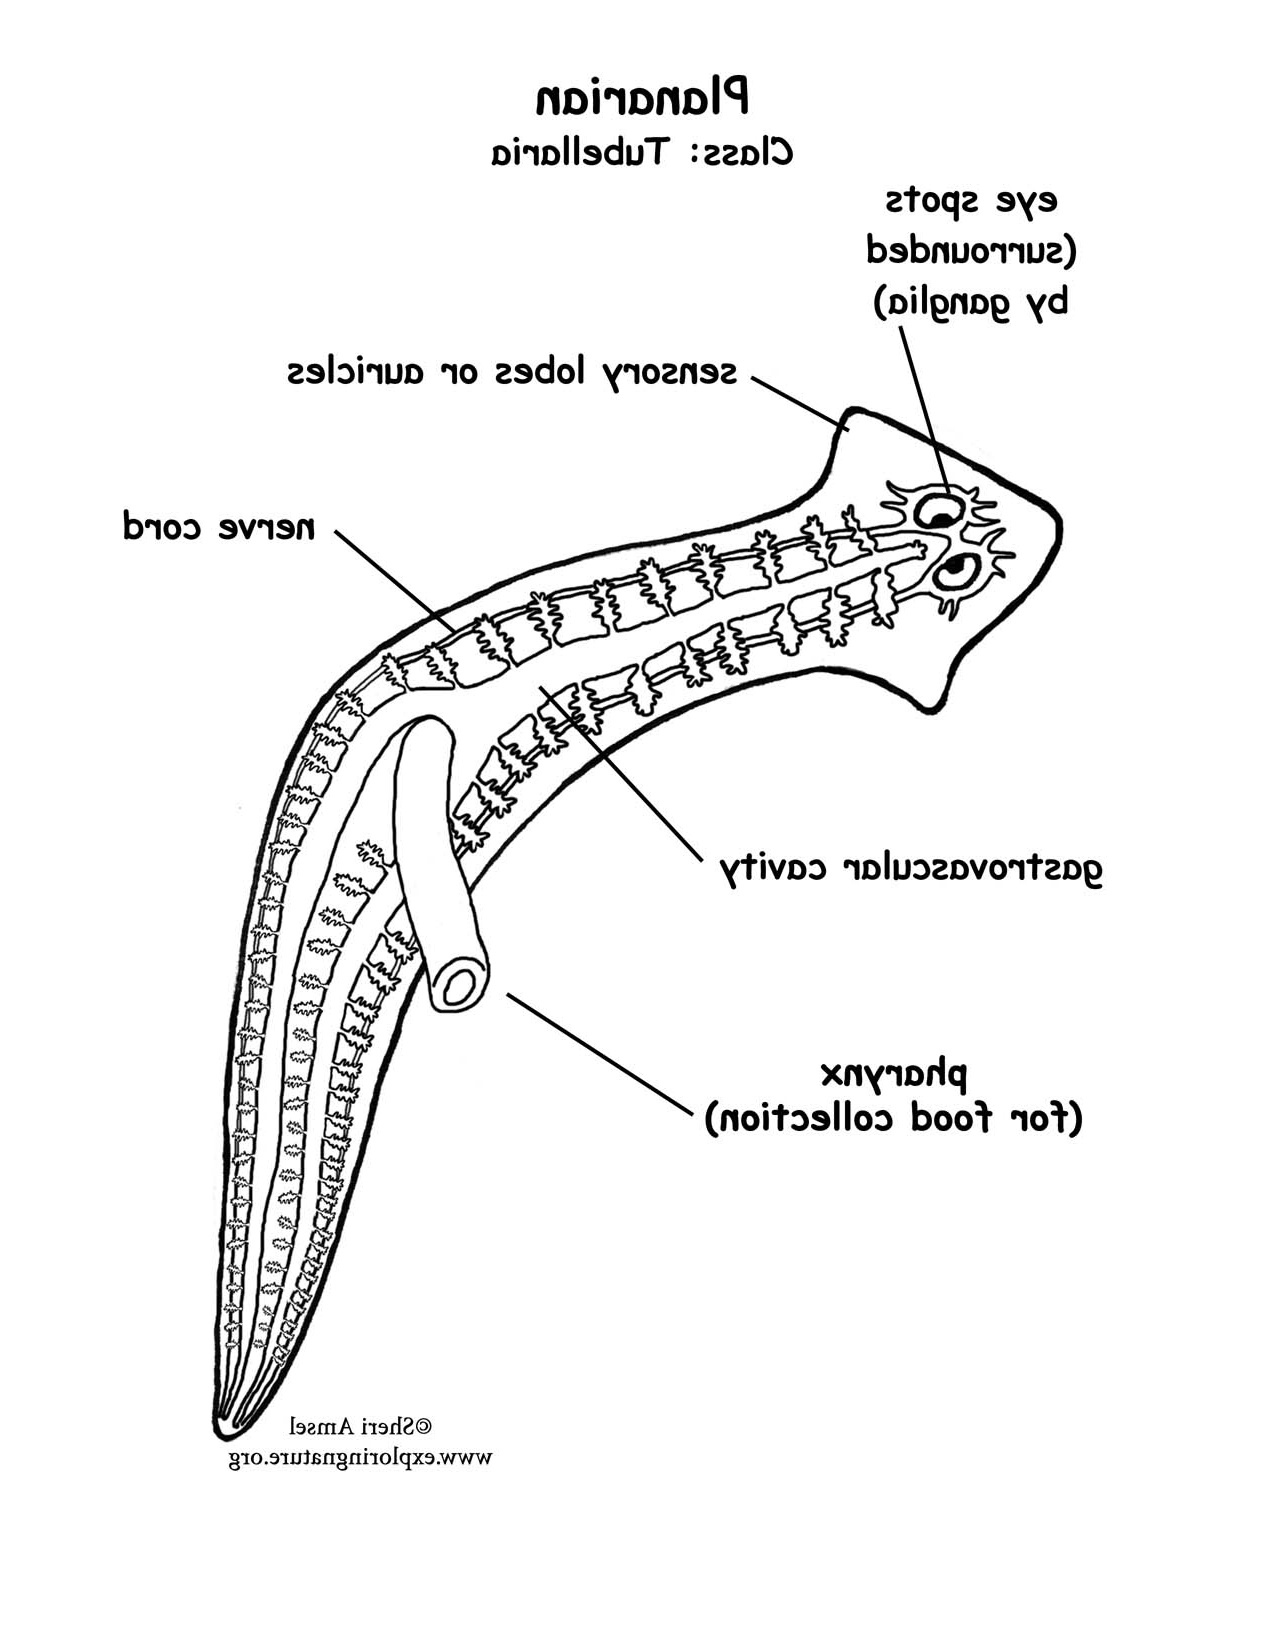 Planarian
Class: Tubellaria
eye spots
(surrounded
by ganglia)
sensory lobes or auricles
nerve cord
gastrovascular cavity
pharynx
(for food collection)
©Sheri Amsel
www.exploringnature.org